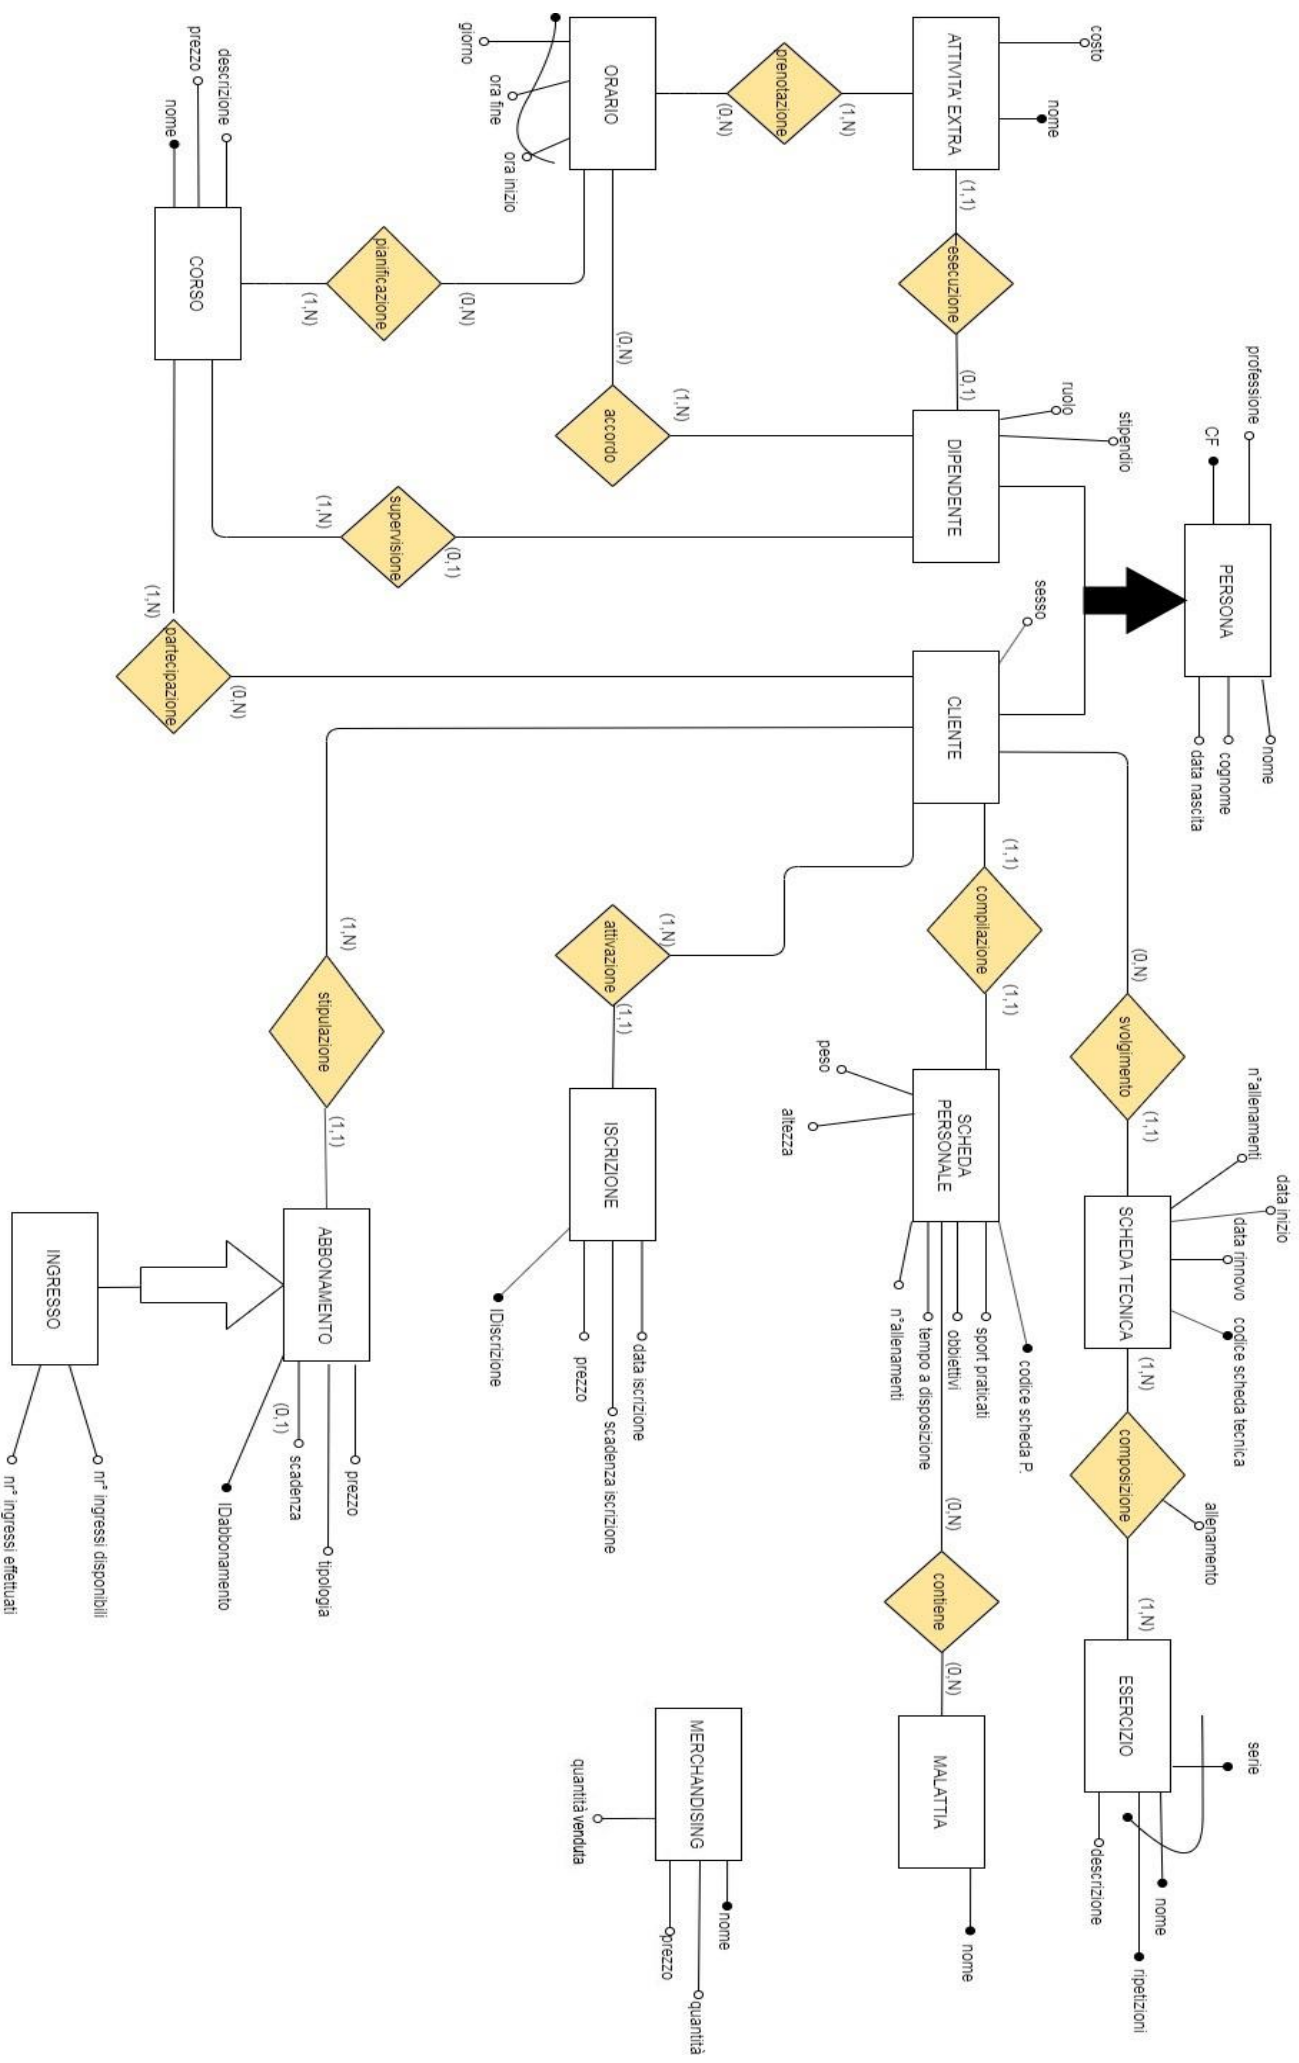 professione
CF
PERSONA
nome
cognome
data nascita
costo
nome
ATTIVITA' EXTRA
(1,1)
esecuzione
(0,1)
ruolo
stipendio
DIPENDENTE
sesso
CLIENTE
(1,N)
prenotazione
(0,N)
ORARIO
giorno
ora fine
ora inizio
(0,N)
accordo
(1,N)
descrizione
prezzo
nome
CORSO
(1,N)
pianificazione
(0,N)
(1,N)
supervisione
(0,1)
(1,N)
partecipazione
(0,N)
(0,N)
svolgimento
(1,1)
n°allenamenti
data inizio
data rinnovo
codice scheda tecnica
SCHEDA TECNICA
(1,N)
composizione
allenamento
(1,N)
ESERCIZIO
serie
nome
ripetizioni
descrizione
(1,1)
compilazione
(1,1)
peso
altezza
SCHEDA
PERSONALE
codice scheda P.
sport praticati
obbiettivi
tempo a disposizione
n°allenamenti
(0,N)
contiene
(0,N)
MALATTIA
nome
(1,N)
attivazione
(1,1)
ISCRIZIONE
data iscrizione
scadenza iscrizione
prezzo
IDiscrizione
MERCHANDISING
nome
quantità
prezzo
quantità venduta
(1,N)
stipulazione
(1,1)
ABBONAMENTO
prezzo
tipologia
scadenza
(0,1)
IDabbonamento
INGRESSO
nr° ingressi disponibili
nr° ingressi effettuati